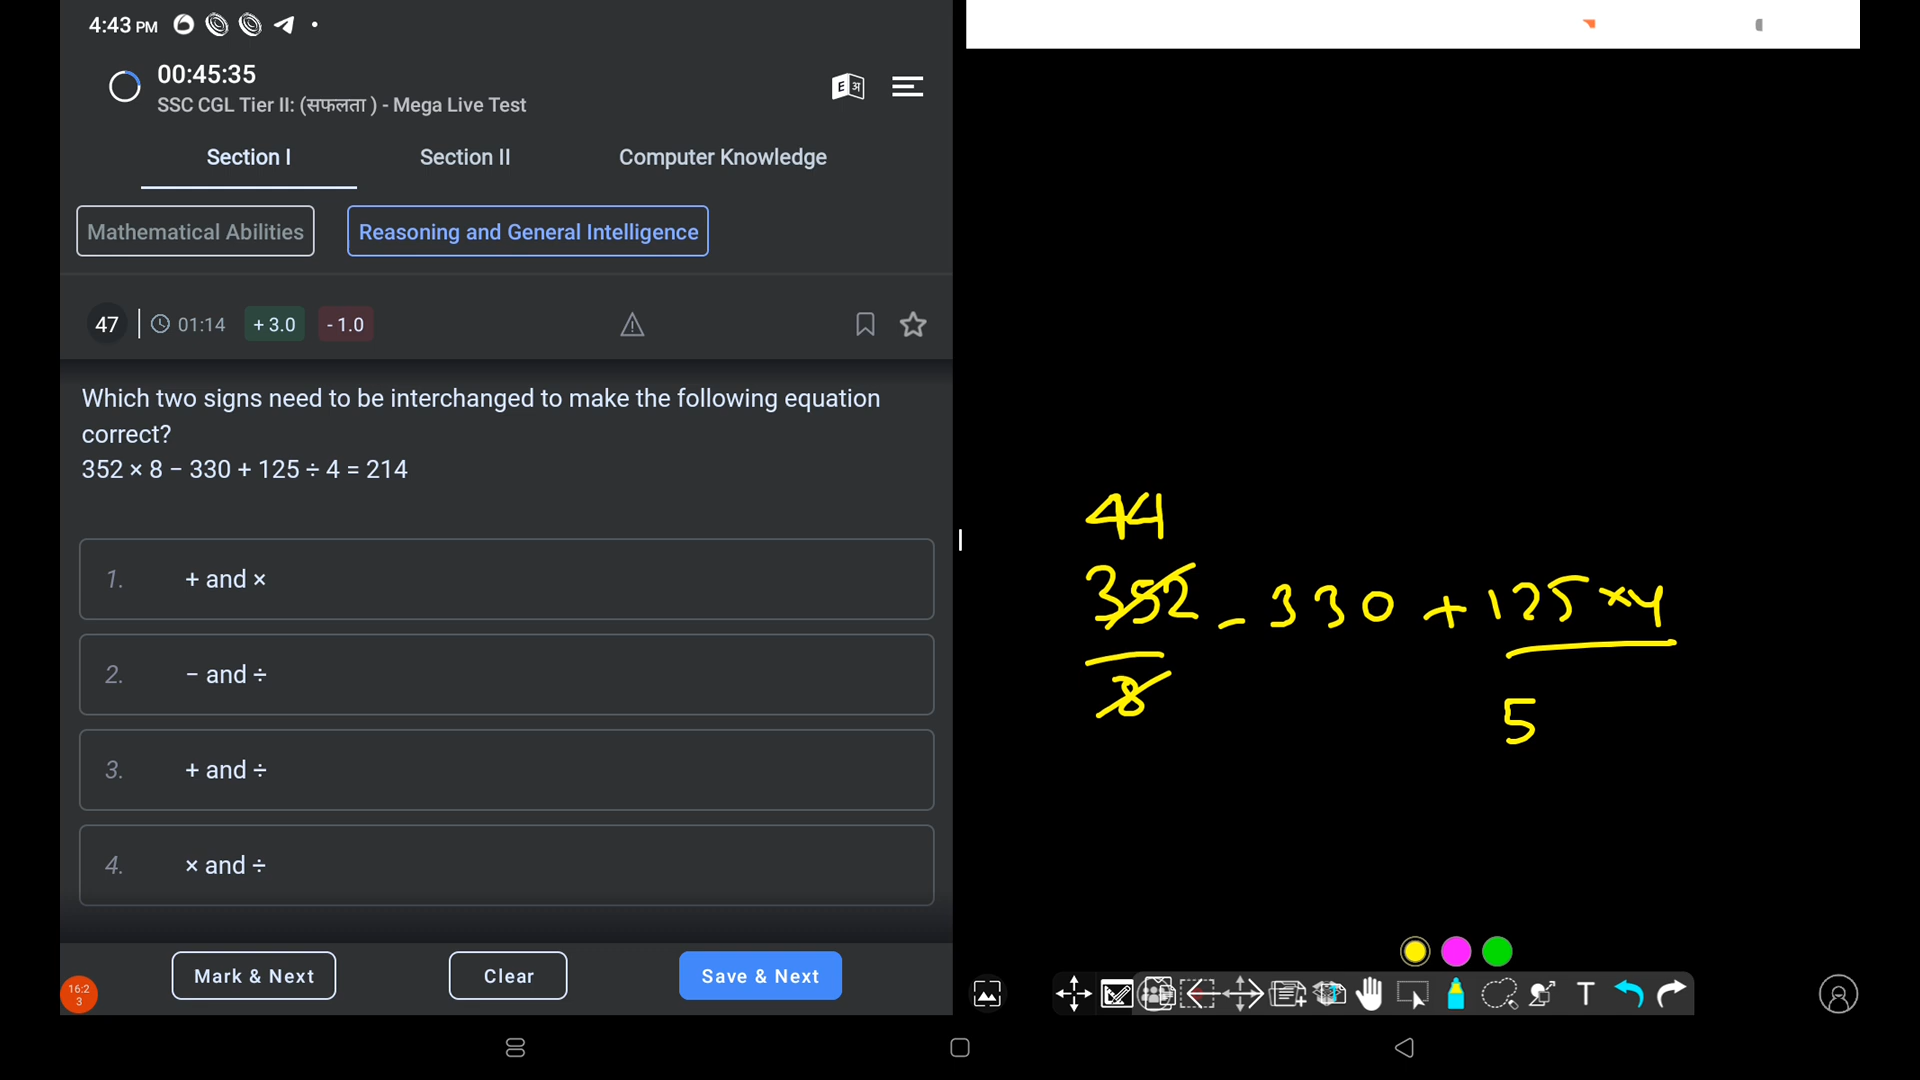 4:43 PM
00:45:35
SSC CGL Tier II: (सफलता ) - Mega Live Test
E अ
Section I Section II Computer Knowledge
Mathematical Abilities Reasoning and General Intelligence
47 01:14 + 3.0 - 1.0
Which two signs need to be interchanged to make the following equation
correct?
352 × 8 − 330 + 125 ÷ 4 = 214
1. + and ×
2. − and ÷
3. + and ÷
4. × and ÷
Mark & Next Clear Save & Next
16:2
3
44
352 - 330 + 125 × 4
8
5
T